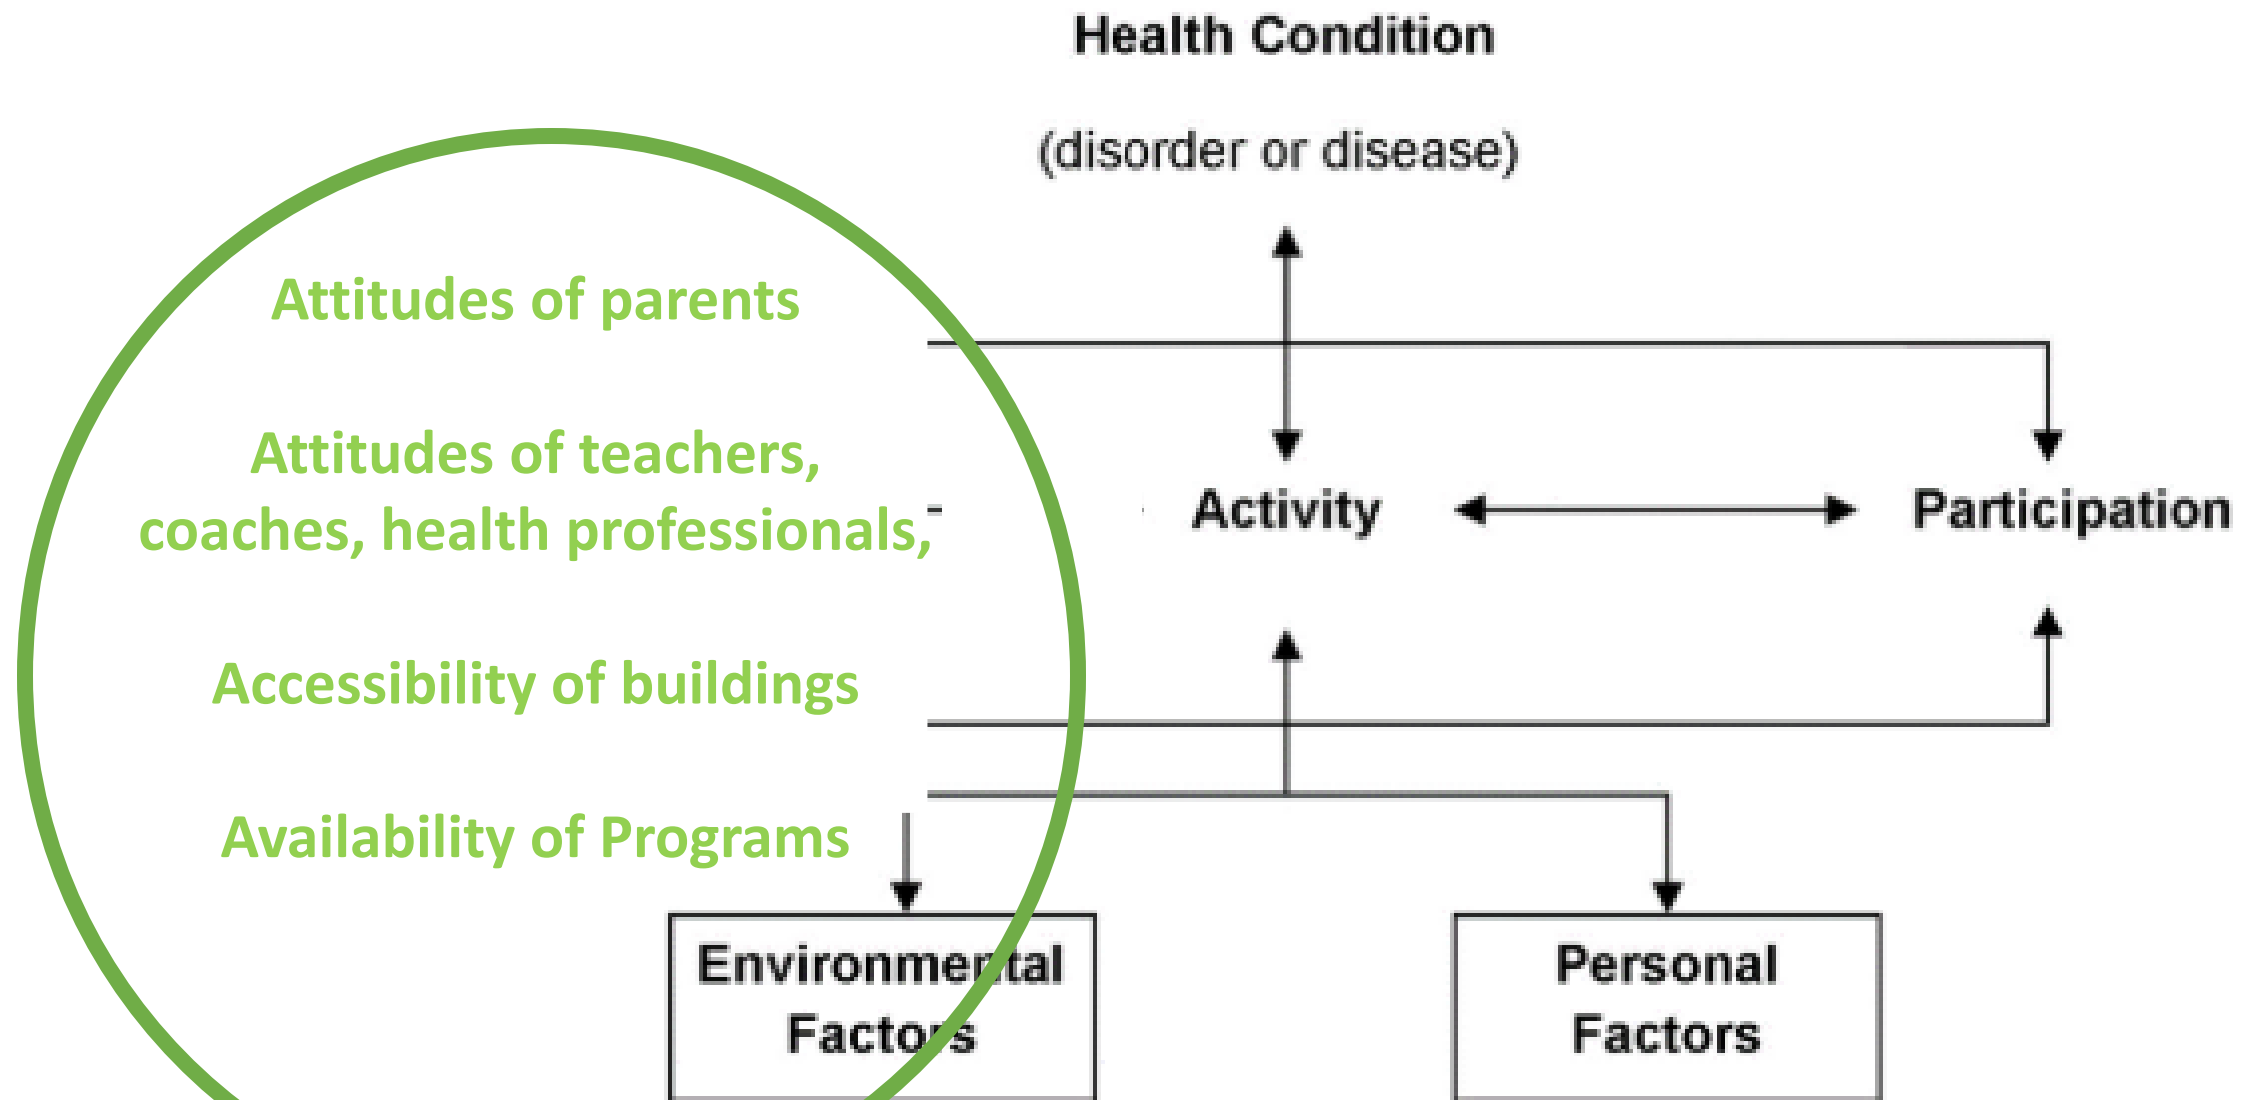 Health Condition
(disorder or disease)
Attitudes of parents
Attitudes of teachers,
coaches, health professionals,
Activity
Participation
Accessibility of buildings
Availability of Programs
Environmental
Factors
Personal
Factors